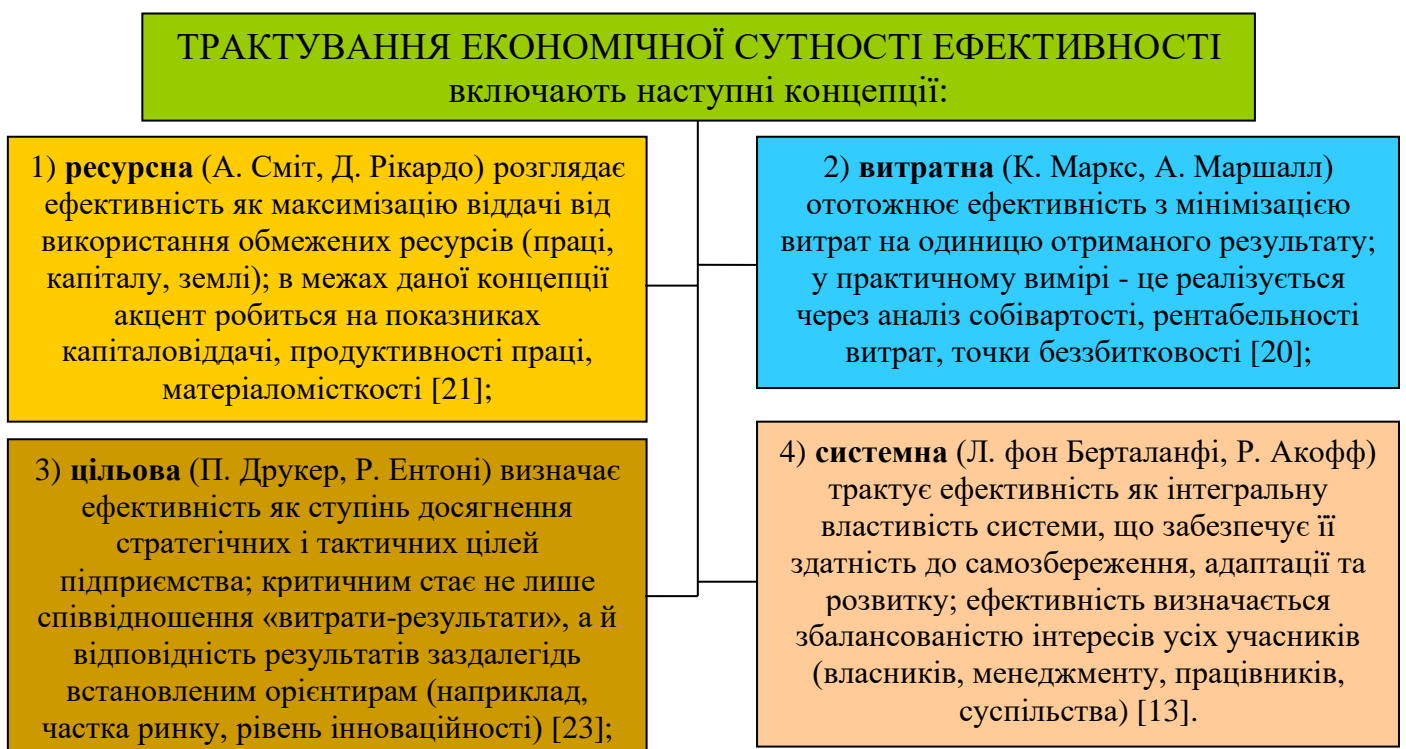 ТРАКТУВАННЯ ЕКОНОМІЧНОЇ СУТНОСТІ ЕФЕКТИВНОСТІ
включають наступні концепції:
1) ресурсна (А. Сміт, Д. Рікардо) розглядає
ефективність як максимізацію віддачі від
використання обмежених ресурсів (праці,
капіталу, землі); в межах даної концепції
акцент робиться на показниках
капіталовіддачі, продуктивності праці,
матеріаломісткості [21];
2) витратна (К. Маркс, А. Маршалл)
ототожнює ефективність з мінімізацією
витрат на одиницю отриманого результату;
у практичному вимірі - це реалізується
через аналіз собівартості, рентабельності
витрат, точки беззбитковості [20];
3) цільова (П. Друкер, Р. Ентоні) визначає
ефективність як ступінь досягнення
стратегічних і тактичних цілей
підприємства; критичним стає не лише
співвідношення «витрати-результати», а й
відповідність результатів заздалегідь
встановленим орієнтирам (наприклад,
частка ринку, рівень інноваційності) [23];
4) системна (Л. фон Берталанфі, Р. Акофф)
трактує ефективність як інтегральну
властивість системи, що забезпечує її
здатність до самозбереження, адаптації та
розвитку; ефективність визначається
збалансованістю інтересів усіх учасників
(власників, менеджменту, працівників,
суспільства) [13].